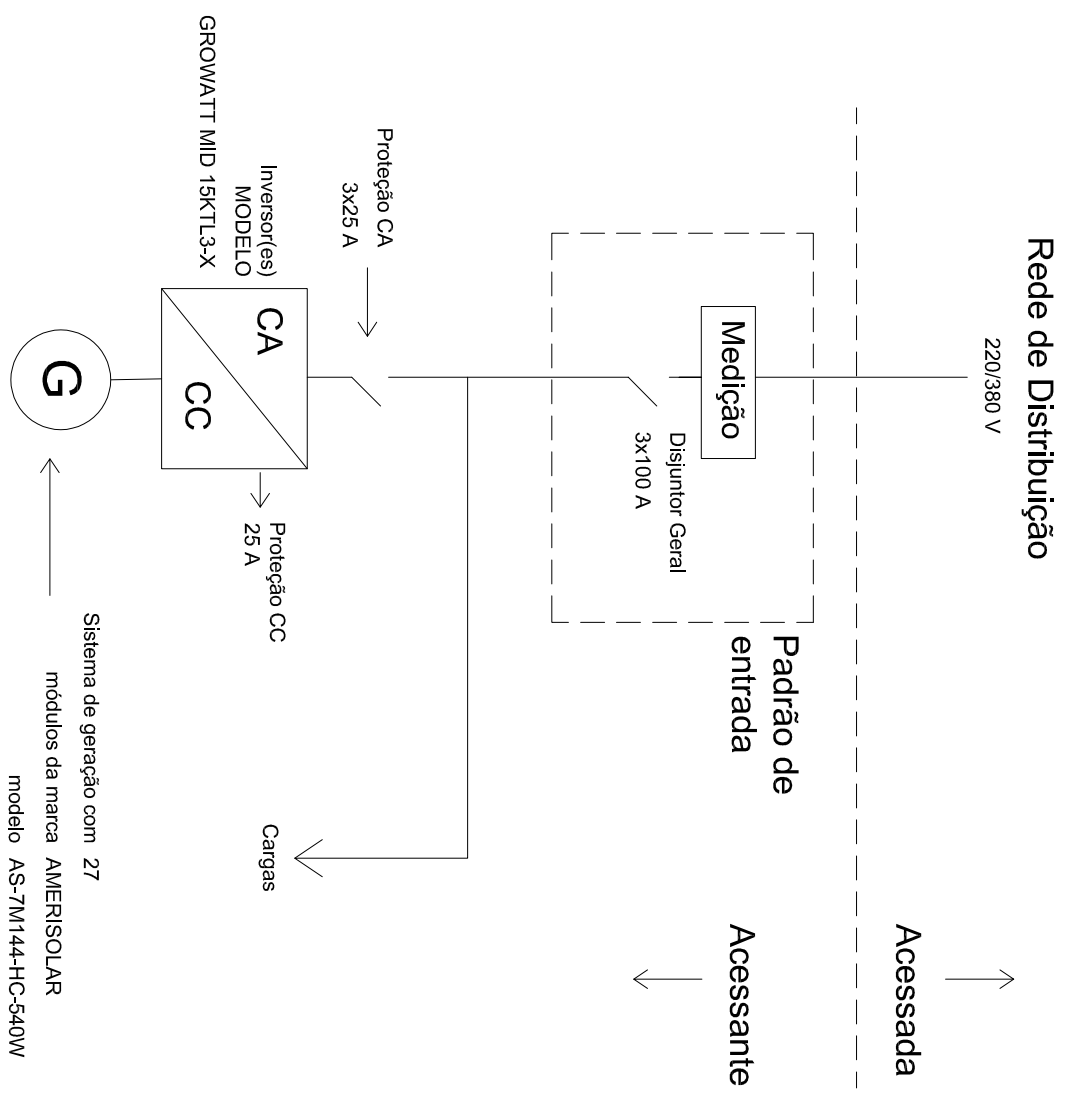 Rede de Distribuição
220/380 V
Acessada
Acessante
Padrão de
entrada
Medição
Disjuntor Geral
3x100 A
Proteção CA
3x25 A
Cargas
Inversor(es)
MODELO
GROWATT MID 15KTL3-X
CA
CC
Proteção CC
25 A
G
Sistema de geração com 27
módulos da marca AMERISOLAR
modelo AS-7M144-HC-540W